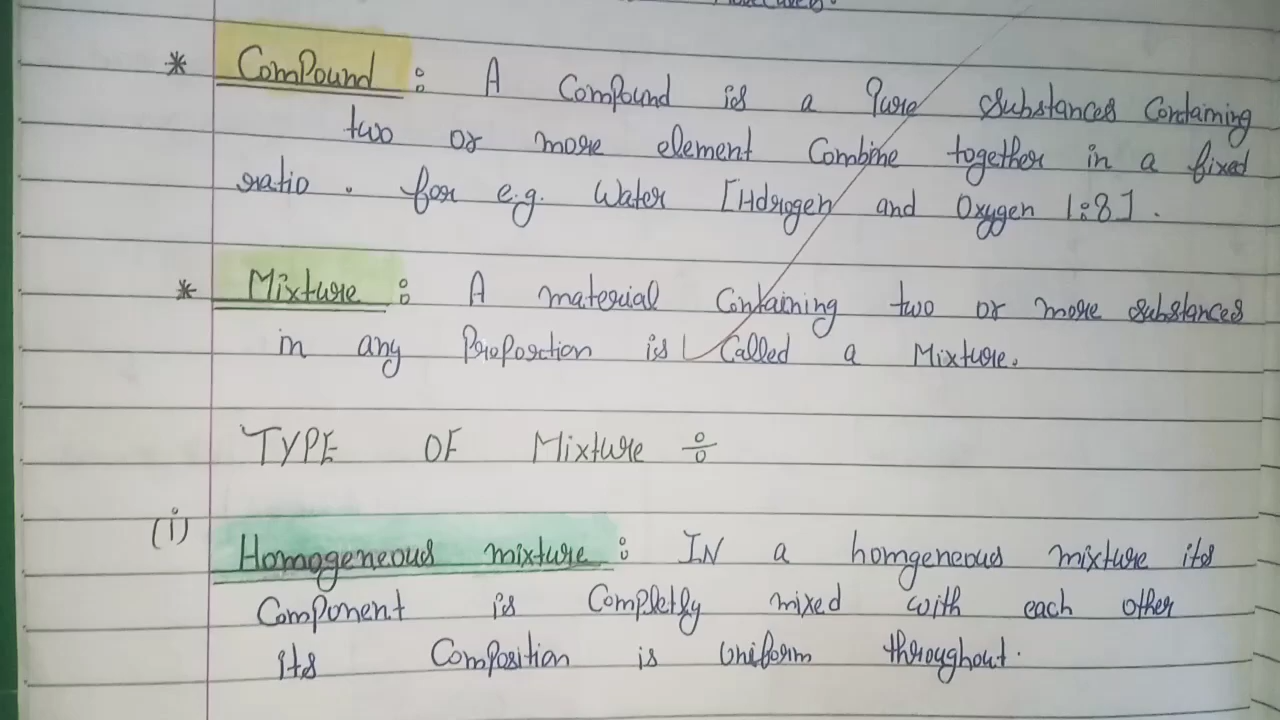 * Compound : A Compound is a Pure substances Containing
two or more element Combine together in a fixed
ratio . for e.g. Water [Hdrogen and Oxygen 1:8].
* Mixture : A material Containing two or more substances
in any Proportion is Called a Mixture.
TYPE OF Mixture ÷
(i) Homogeneous mixture : IN a homgeneous mixture its
Component is Completly mixed with each other
its Composition is Uniform throughout.